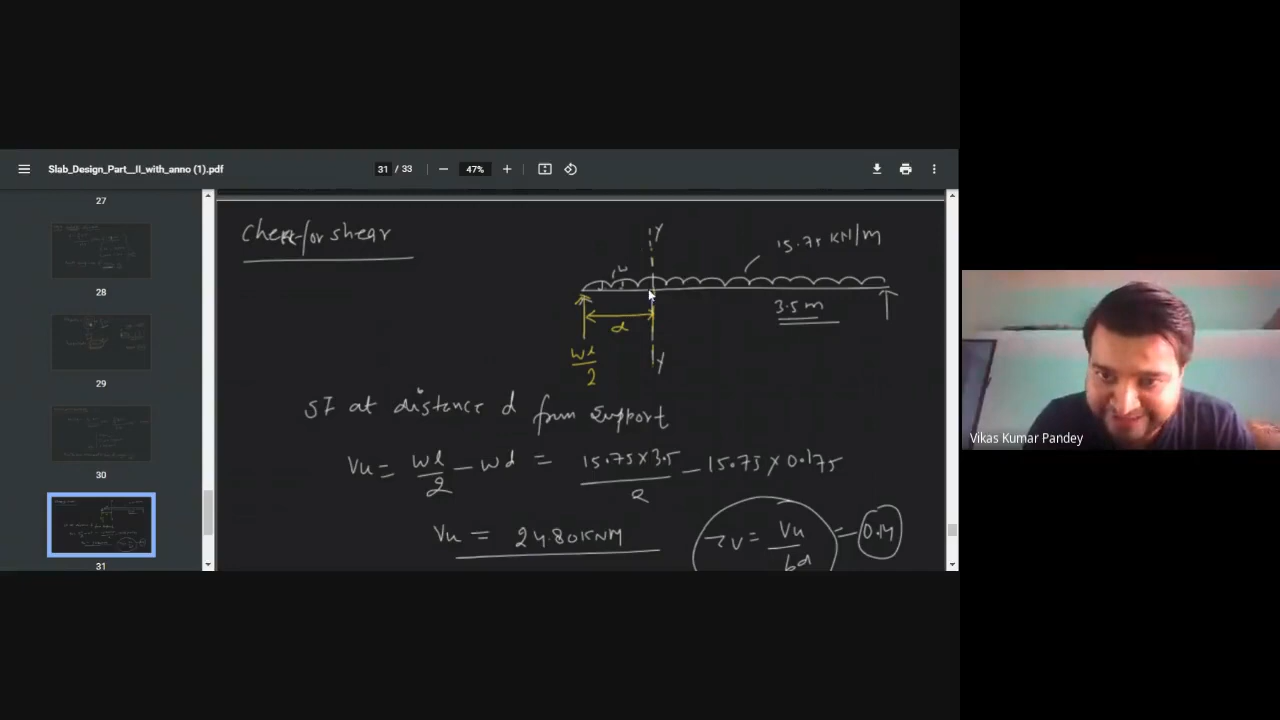 Slab_Design_Part__II_with_anno (1).pdf
31 / 33
47%
27
28
29
30
31
Check for shear
15.75 KN/m
W
Y
3.5 m
d
Y
Wl/2
SF at distance d from support
Vu = Wl/2 - Wd = 15.75 x 3.5/2 - 15.75 x 0.175
Vu = 24.80 KNM
τv = Vu/bd = 0.14
Vikas Kumar Pandey